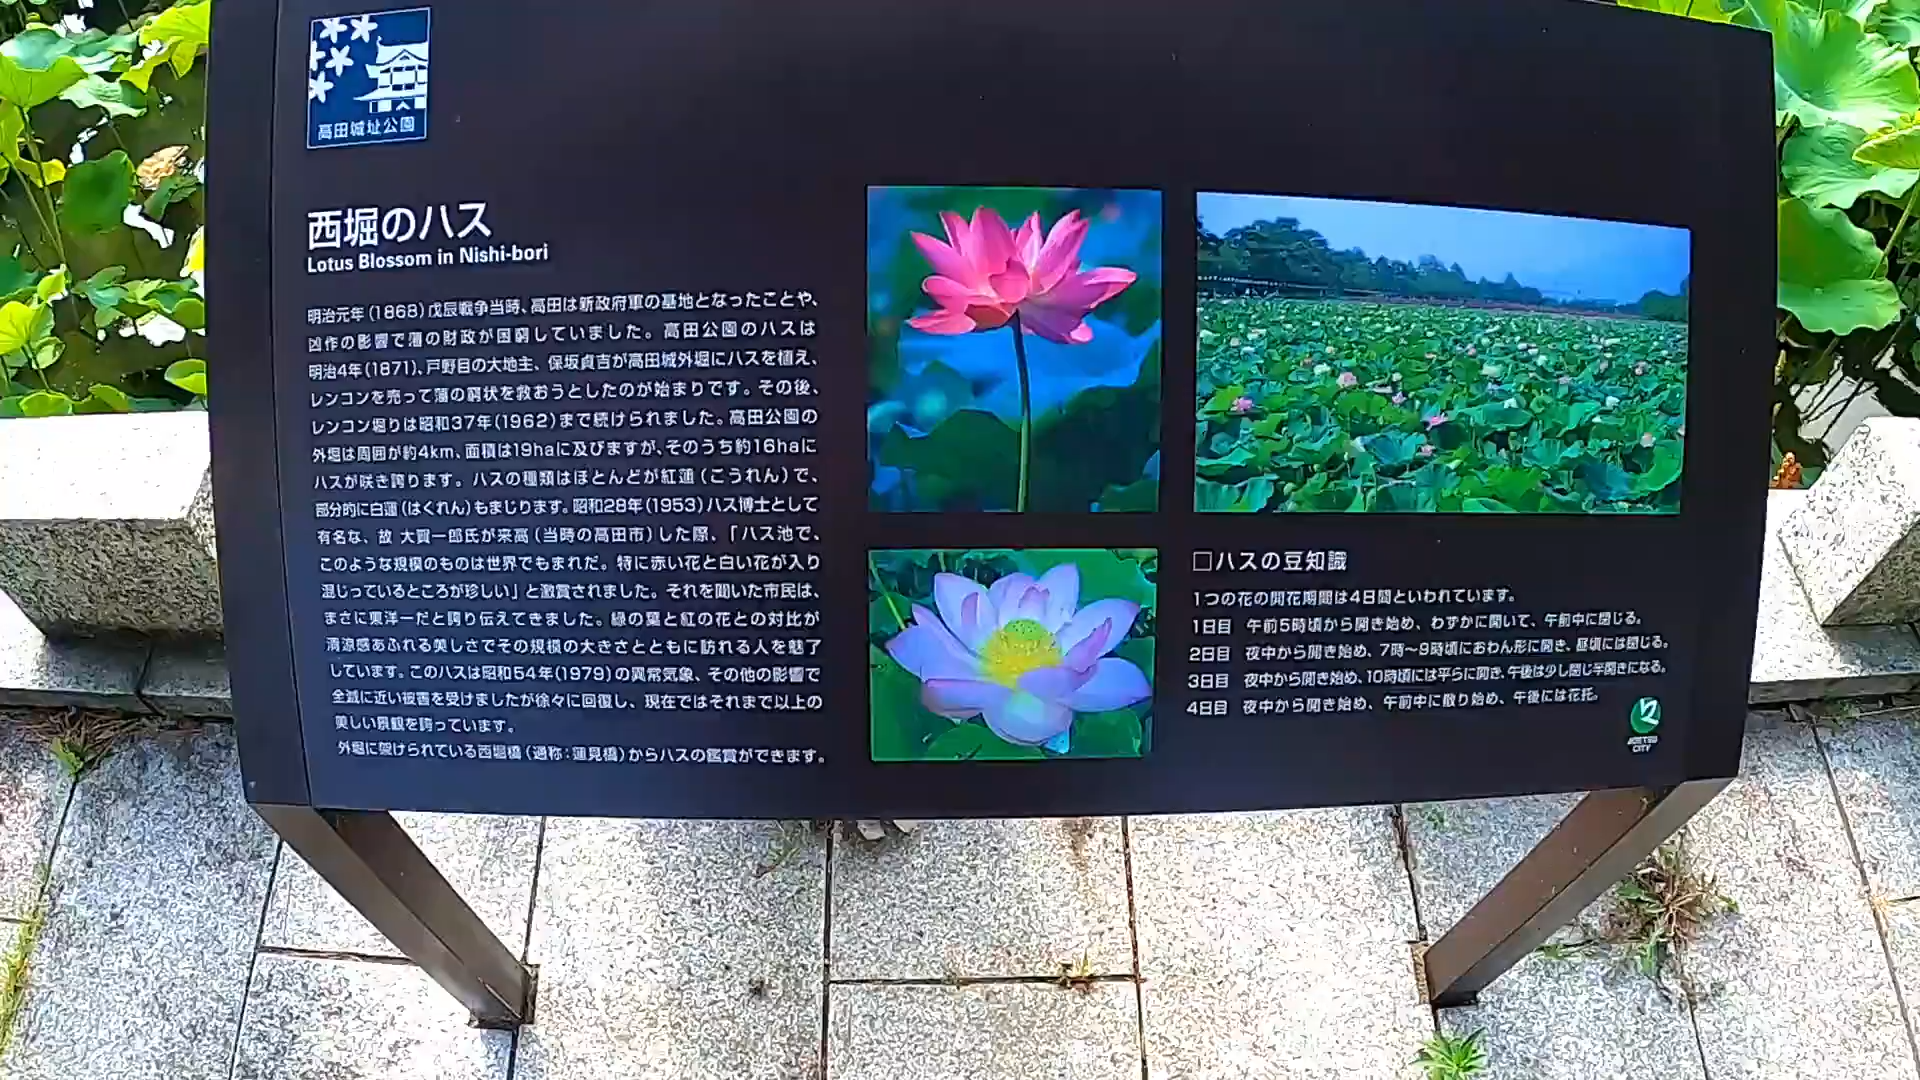 高田城址公園
西堀のハス
Lotus Blossom in Nishi-bori
明治元年(1868)戊辰戦争当時、高田は新政府軍の基地となったことや、
凶作の影響で藩の財政が困窮していました。高田公園のハスは
明治4年(1871)、戸野目の大地主、保坂貞吉が高田城外堀にハスを植え、
レンコンを売って藩の窮状を救おうとしたのが始まりです。その後、
レンコン堀りは昭和37年(1962)まで続けられました。高田公園の
外堀は周囲が約4km、面積は19haに及びますが、そのうち約16haに
ハスが咲き誇ります。ハスの種類はほとんどが紅蓮(こうれん)で、
部分的に白蓮(はくれん)もまじります。昭和28年(1953)ハス博士として
有名な、故 大賀一郎氏が来高(当時の高田市)した際、「ハス池で、
このような規模のものは世界でもまれだ。特に赤い花と白い花が入り
混じっているところが珍しい」と激賞されました。それを聞いた市民は、
まさに東洋一だと誇り伝えてきました。緑の葉と紅の花との対比が
清涼感あふれる美しさでその規模の大きさとともに訪れる人を魅了
しています。このハスは昭和54年(1979)の異常気象、その他の影響で
全滅に近い被害を受けましたが徐々に回復し、現在ではそれまで以上の
美しい景観を誇っています。
外堀に架けられている西堀橋(通称:蓮見橋)からハスの鑑賞ができます。
□ハスの豆知識
1つの花の開花期間は4日間といわれています。
1日目 午前5時頃から開き始め、わずかに開いて、午前中に閉じる。
2日目 夜中から開き始め、7時～9時頃におわん形に開き、昼頃には閉じる。
3日目 夜中から開き始め、10時頃には平らに開き、午後は少し閉じ半開きになる。
4日目 夜中から開き始め、午前中に散り始め、午後には花托。
JOETSU
CITY